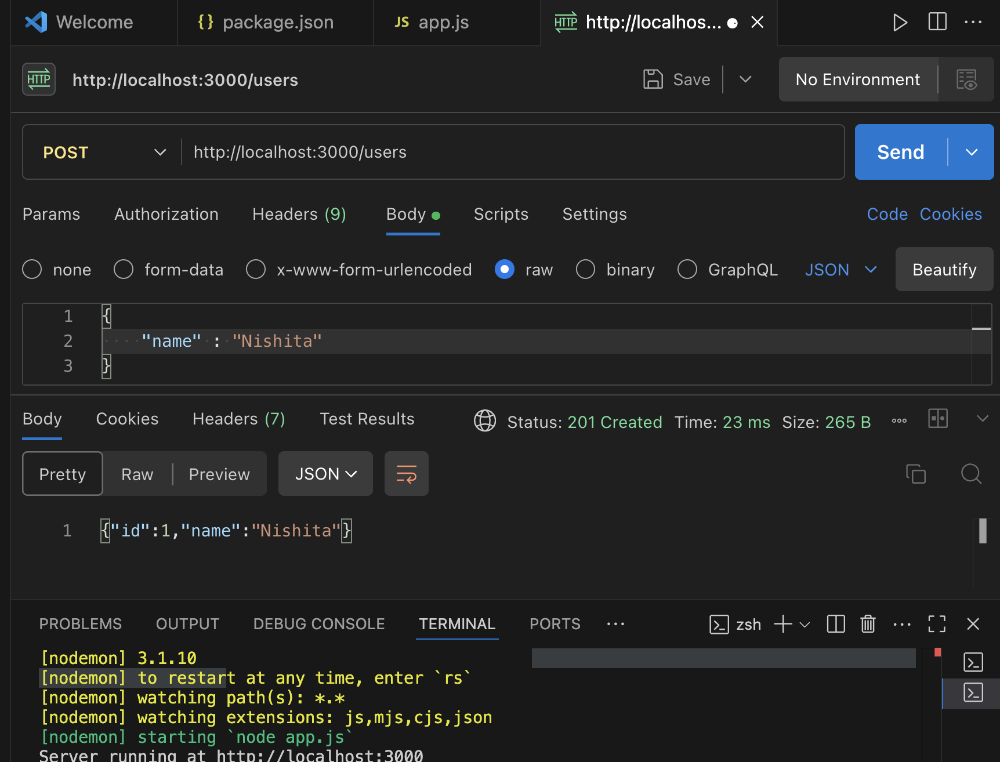 Welcome {} package.json JS app.js HTTP http://localhos...
HTTP http://localhost:3000/users Save No Environment
POST http://localhost:3000/users Send
Params Authorization Headers (9) Body Scripts Settings Code Cookies
none form-data x-www-form-urlencoded raw binary GraphQL JSON Beautify
1 {
2 ····"name"·:·"Nishita"
3 }
Body Cookies Headers (7) Test Results Status: 201 Created Time: 23 ms Size: 265 B
Pretty Raw Preview JSON
1 {"id":1,"name":"Nishita"}
PROBLEMS OUTPUT DEBUG CONSOLE TERMINAL PORTS ··· zsh
[nodemon] 3.1.10
[nodemon] to restart at any time, enter `rs`
[nodemon] watching path(s): *.*
[nodemon] watching extensions: js,mjs,cjs,json
[nodemon] starting `node app.js`
Server running at http://localhost:3000